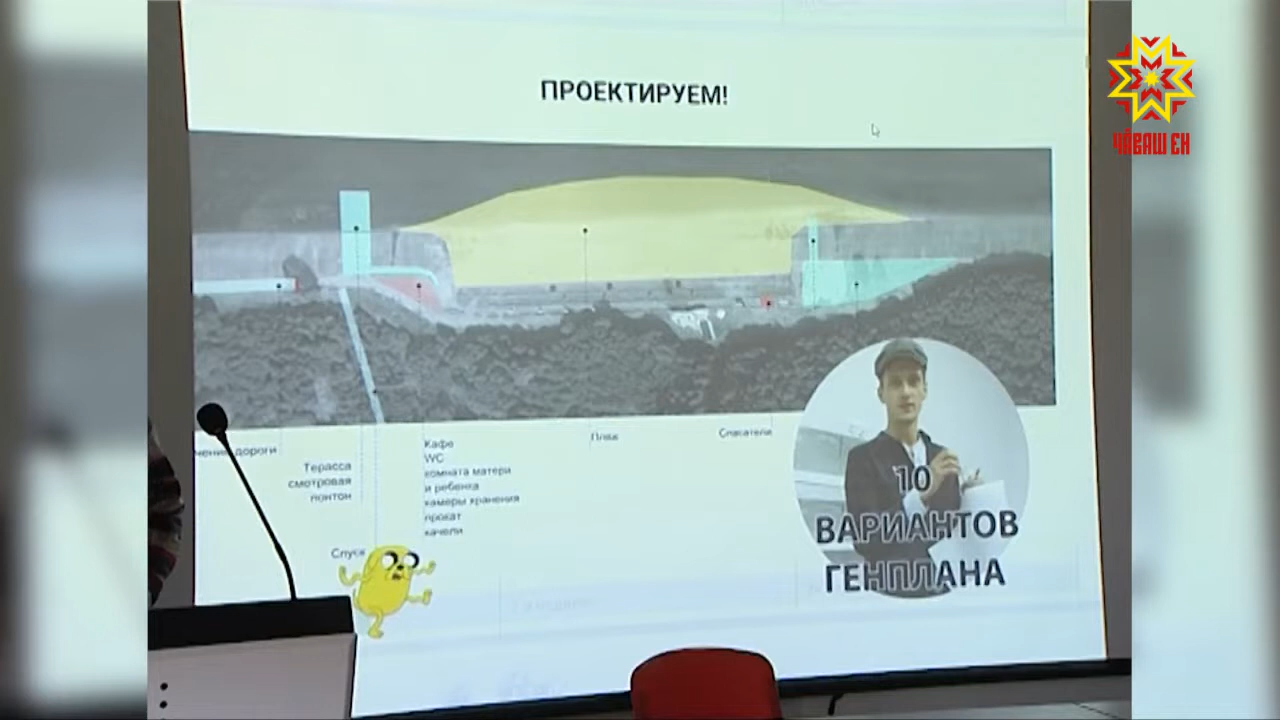 ПРОЕКТИРУЕМ!
ЧӐВАШ ЕН
дороги
Терасса
смотровая
понтон
Кафе
WC
комната матери
и ребенка
камеры хранения
прокат
качели
Пляж
Спасатели
Спуск
10
ВАРИАНТОВ
ГЕНПЛАНА